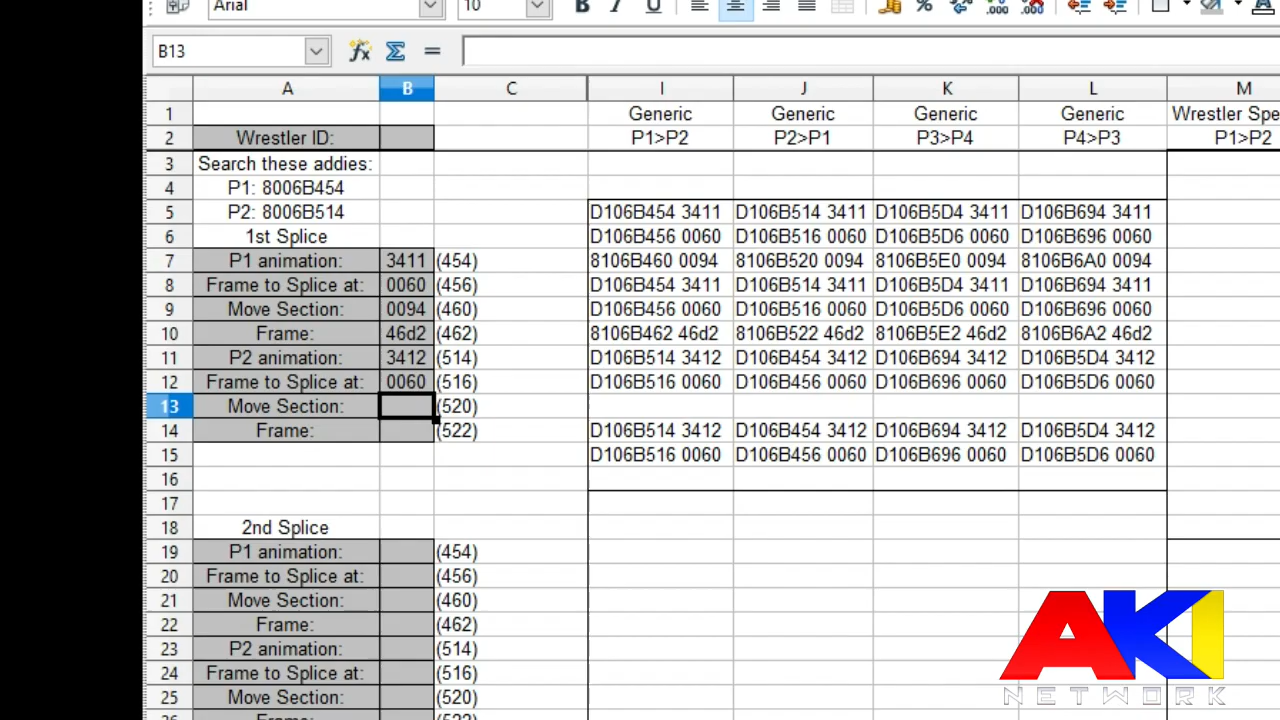 Arial 10 B I U % .000 .000 A
B13 fx Σ =
A B C I J K L M
1 Generic Generic Generic Generic Wrestler Spe
2 Wrestler ID: P1>P2 P2>P1 P3>P4 P4>P3 P1>P2
3 Search these addies:
4 P1: 8006B454
5 P2: 8006B514 D106B454 3411 D106B514 3411 D106B5D4 3411 D106B694 3411
6 1st Splice D106B456 0060 D106B516 0060 D106B5D6 0060 D106B696 0060
7 P1 animation: 3411 (454) 8106B460 0094 8106B520 0094 8106B5E0 0094 8106B6A0 0094
8 Frame to Splice at: 0060 (456) D106B454 3411 D106B514 3411 D106B5D4 3411 D106B694 3411
9 Move Section: 0094 (460) D106B456 0060 D106B516 0060 D106B5D6 0060 D106B696 0060
10 Frame: 46d2 (462) 8106B462 46d2 8106B522 46d2 8106B5E2 46d2 8106B6A2 46d2
11 P2 animation: 3412 (514) D106B514 3412 D106B454 3412 D106B694 3412 D106B5D4 3412
12 Frame to Splice at: 0060 (516) D106B516 0060 D106B456 0060 D106B696 0060 D106B5D6 0060
13 Move Section: (520)
14 Frame: (522) D106B514 3412 D106B454 3412 D106B694 3412 D106B5D4 3412
15 D106B516 0060 D106B456 0060 D106B696 0060 D106B5D6 0060
16
17
18 2nd Splice
19 P1 animation: (454)
20 Frame to Splice at: (456)
21 Move Section: (460)
22 Frame: (462)
23 P2 animation: (514)
24 Frame to Splice at: (516)
25 Move Section: (520)
26 Frame: (522)
AKI
NETWORK